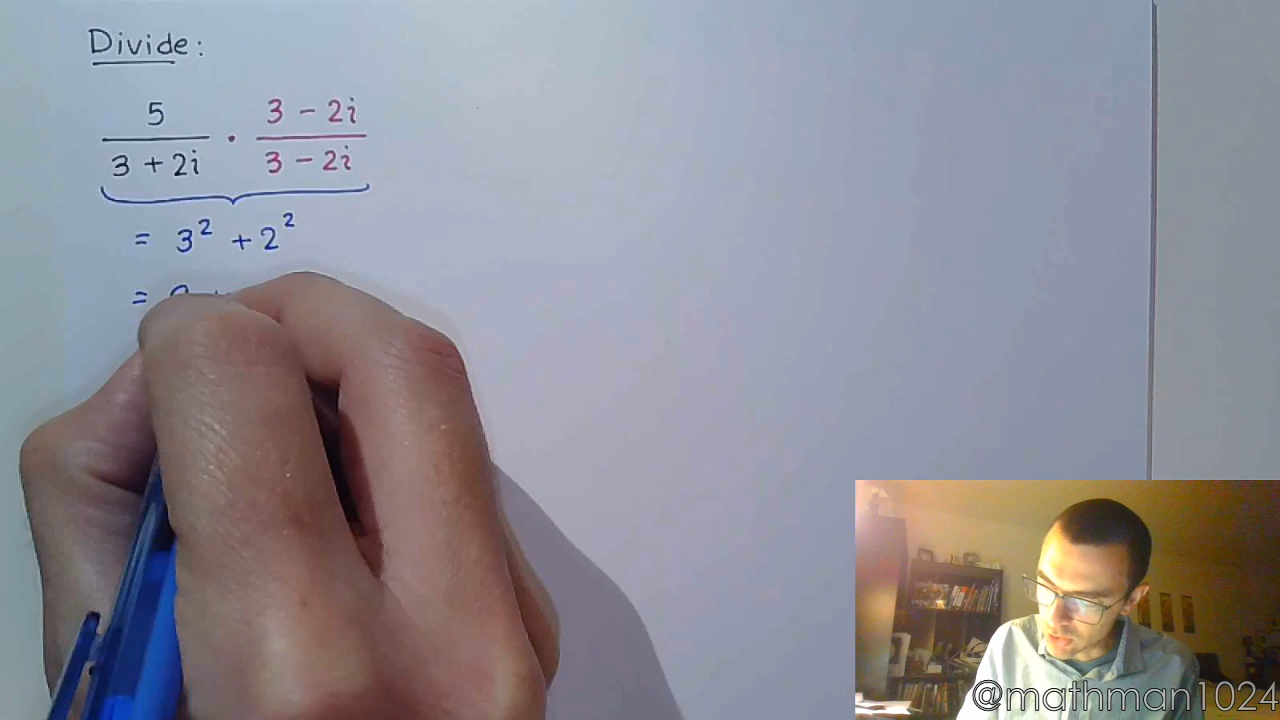 Divide:
5 / (3 + 2i) · (3 - 2i) / (3 - 2i)
= 3² + 2²
=
@mathman1024